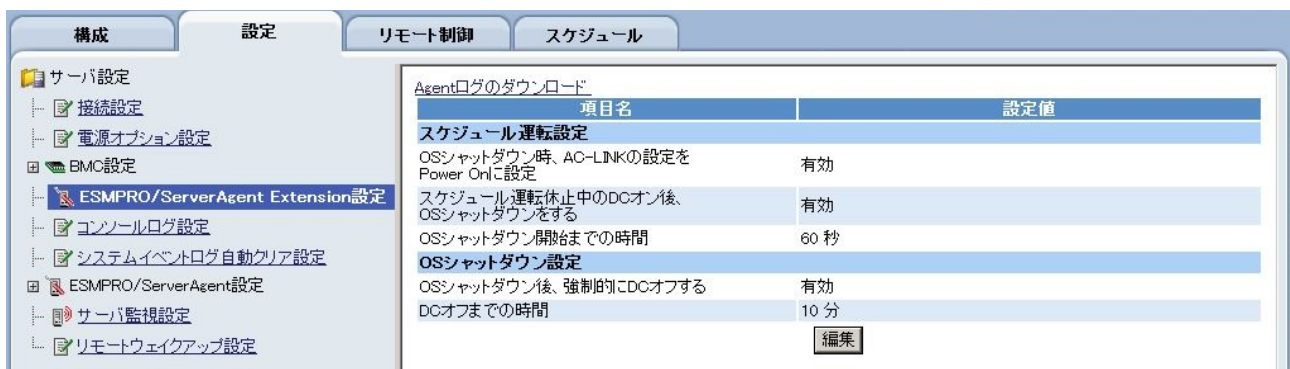 構成 設定 リモート制御 スケジュール
サーバ設定
接続設定
電源オプション設定
BMC設定
ESMPRO/ServerAgent Extension設定
コンソールログ設定
システムイベントログ自動クリア設定
ESMPRO/ServerAgent設定
サーバ監視設定
リモートウェイクアップ設定
Agentログのダウンロード
項目名 設定値
スケジュール運転設定
OSシャットダウン時、AC-LINKの設定を
Power Onに設定 有効
スケジュール運転休止中のDCオン後、
OSシャットダウンをする 有効
OSシャットダウン開始までの時間 60 秒
OSシャットダウン設定
OSシャットダウン後、強制的にDCオフする 有効
DCオフまでの時間 10 分
編集